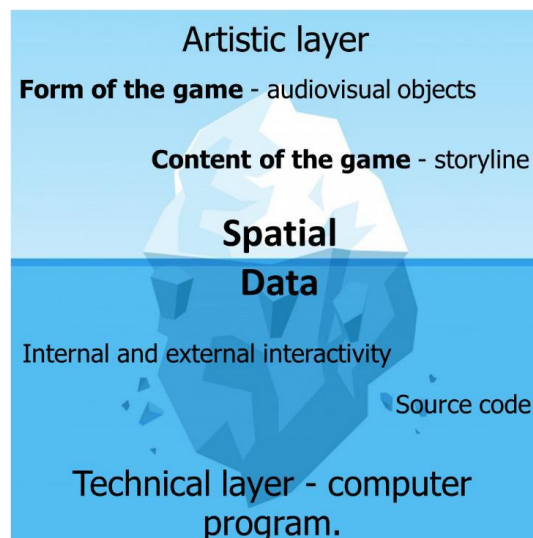 Artistic layer
Form of the game - audiovisual objects
Content of the game - storyline
Spatial
Data
Internal and external interactivity
Source code
Technical layer - computer
program.